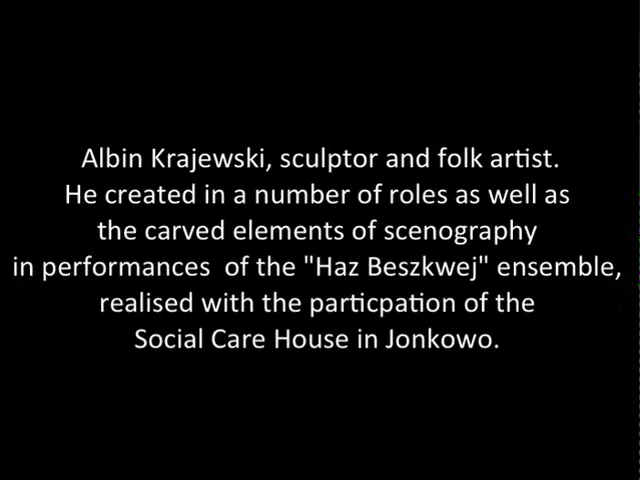 Albin Krajewski, sculptor and folk artist.
He created in a number of roles as well as
the carved elements of scenography
in performances  of the "Haz Beszkwej" ensemble,
realised with the particpation of the
Social Care House in Jonkowo.